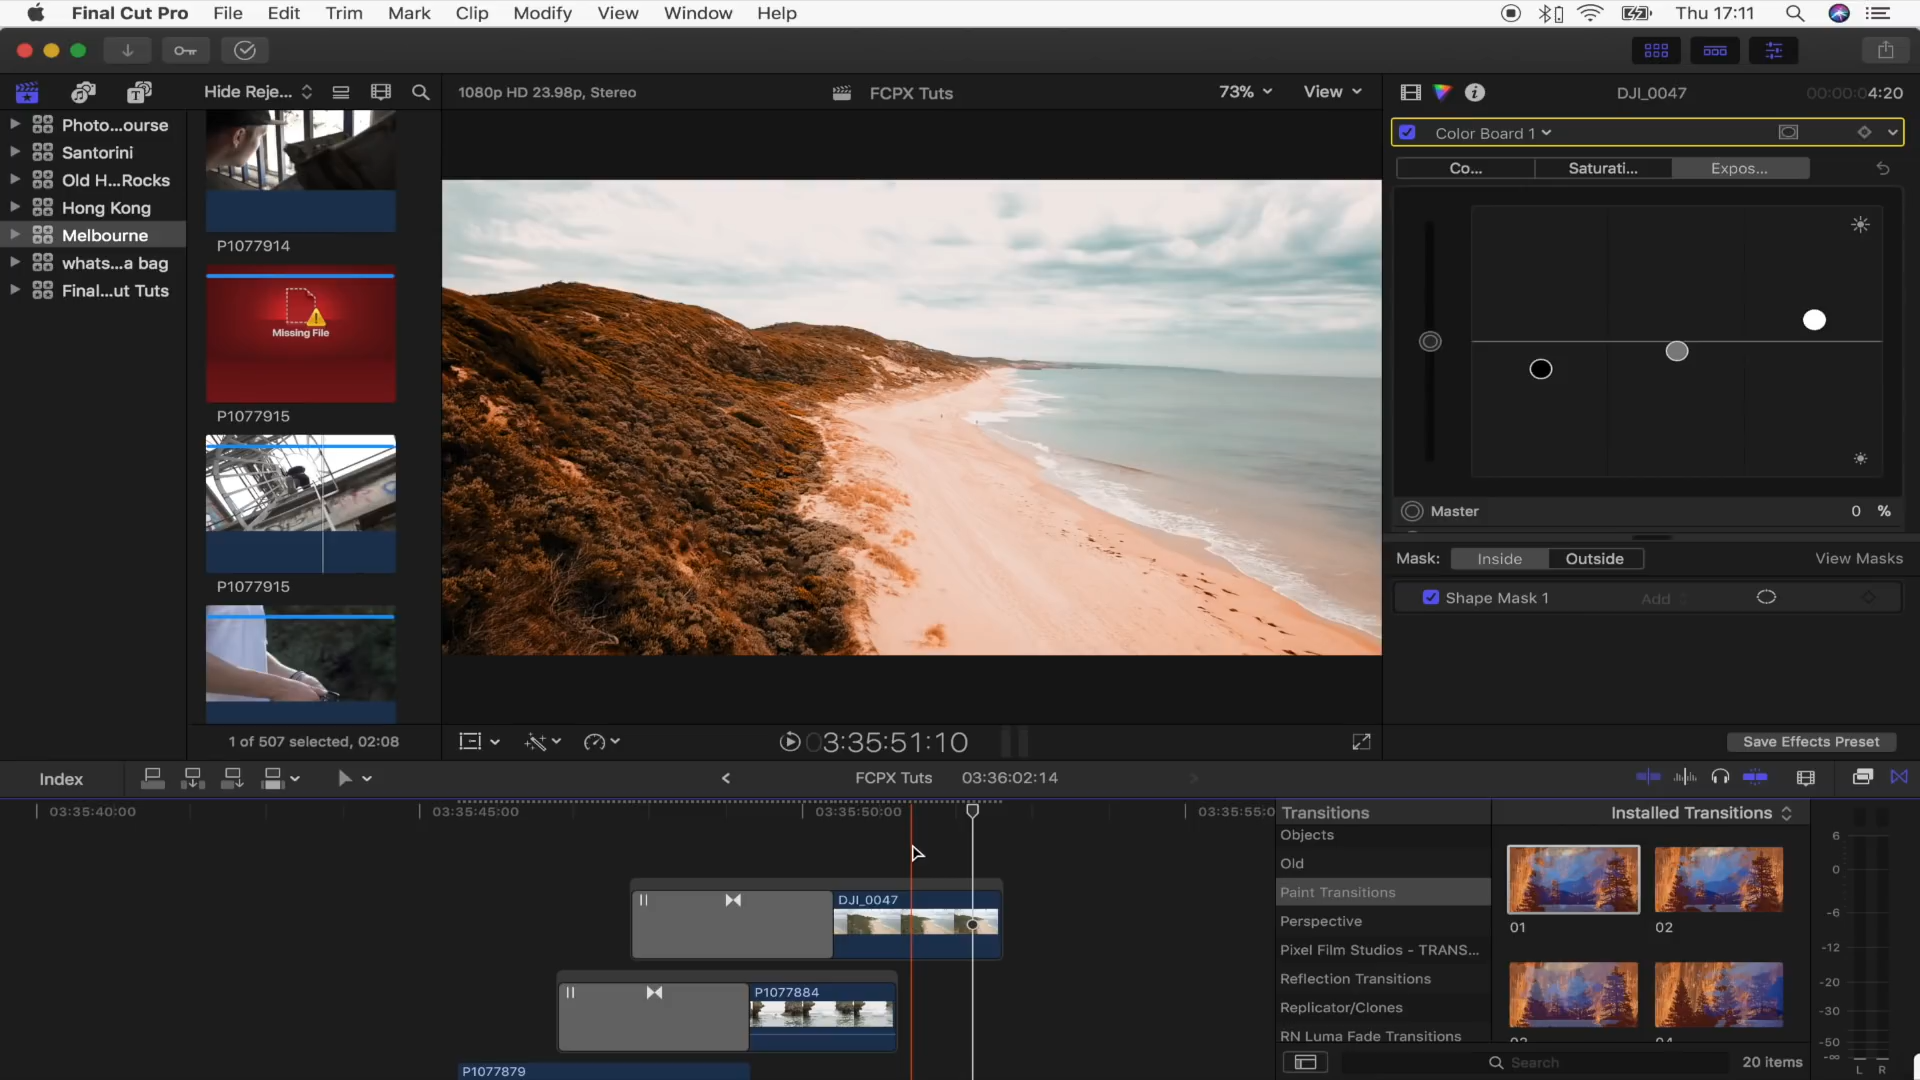 Final Cut Pro File Edit Trim Mark Clip Modify View Window Help Thu 17:11
Hide Reje... 1080p HD 23.98p, Stereo FCPX Tuts 73% View DJI_0047 00:00:04:20
Photo...ourse
Santorini
Old H...Rocks
Hong Kong
Melbourne
whats...a bag
Final...ut Tuts
P1077914
Missing File
P1077915
P1077915
1 of 507 selected, 02:08
Color Board 1
Co... Saturati... Expos...
Master 0 %
Mask: Inside Outside View Masks
Shape Mask 1 Add
Save Effects Preset
03:35:51:10
Index FCPX Tuts 03:36:02:14
03:35:40:00 03:35:45:00 03:35:50:00 03:35:55:0
DJI_0047
P1077884
P1077879
Transitions Installed Transitions
Objects
Old
Paint Transitions
Perspective
Pixel Film Studios - TRANS...
Reflection Transitions
Replicator/Clones
RN Luma Fade Transitions
01 02
Search 20 items
6
0
-6
-12
-20
-30
-50
-∞
L R